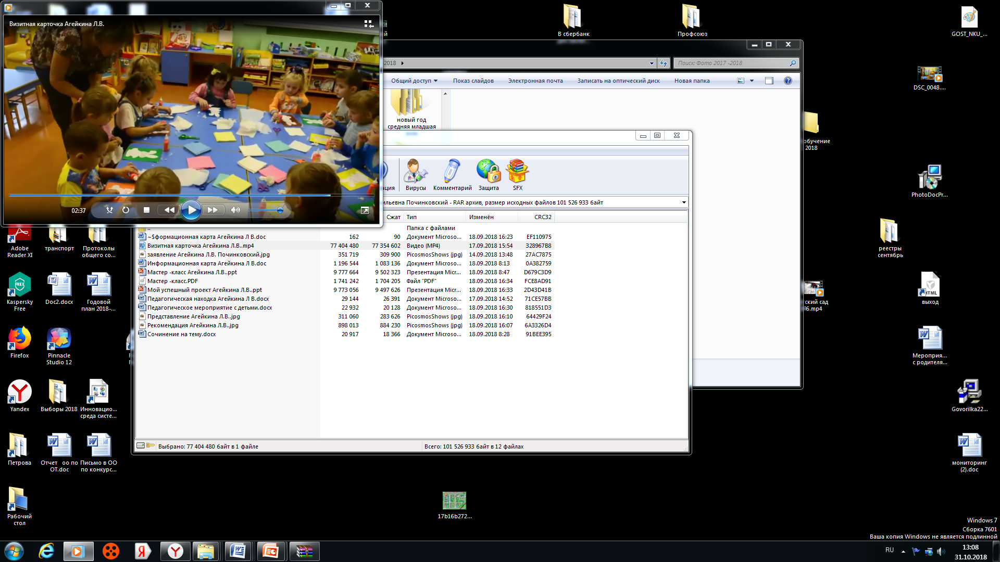 Визитная карточка Агейкина Л.В.
02:37
В сбербанк
Профсоюз
GOST_NKU_...
2018
Поиск: Фото 2017 -2018
Общий доступ
Показ слайдов
Электронная почта
Записать на оптический диск
Новая папка
новый год
средняя младшая
DSC_0048....
обучение
2018
PhotoDocPr...
Вирусы
Комментарий
Защита
SFX
ильевна Починковский - RAR архив, размер исходных файлов 101 526 933 байт
Сжат Тип Изменён CRC32
.. Папка с файлами
~$формационная карта Агейкина Л В.doc 162 90 Документ Microso... 18.09.2018 16:23 EF110975
Визитная карточка Агейкина Л.В..mp4 77 404 480 77 354 602 Видео (MP4) 17.09.2018 15:54 328967B8
заявление Агейкина Л.В. Починковский.jpg 351 719 309 900 PicosmosShows (jpg) 14.09.2018 13:48 27AC7875
Информационная карта Агейкина Л В.doc 1 196 544 1 083 136 Документ Microso... 18.09.2018 8:13 0A382759
Мастер -класс Агейкина Л.В..ppt 9 777 664 9 502 323 Презентация Micr... 18.09.2018 8:47 D679C3D9
Мастер -класс.PDF 1 741 242 1 704 205 Файл "PDF" 18.09.2018 16:34 FCE8AD91
Мой успешный проект Агейкина Л.В..ppt 9 773 056 9 497 626 Презентация Micr... 18.09.2018 16:33 2D43D41B
Педагогическая находка Агейкина Л В.docx 29 144 26 391 Документ Microso... 17.09.2018 14:52 71CE57BB
Педагогическое мероприятие с детьми.docx 22 932 20 128 Документ Microso... 18.09.2018 16:30 818551D3
Представление Агейкина Л.В..jpg 311 060 283 626 PicosmosShows (jpg) 18.09.2018 16:10 64429F24
Рекомендация Агейкина Л.В..jpg 898 013 884 230 PicosmosShows (jpg) 18.09.2018 16:07 6A3326D4
Сочинение на тему.docx 20 917 18 366 Документ Microso... 18.09.2018 8:28 91BEE395
Выбрано: 77 404 480 байт в 1 файле
Всего: 101 526 933 байт в 12 файлах
Adobe
Reader XI
транспорт
Протоколы
общего со...
Kaspersky
Free
Doc2.docx
Годовой
план 2018-...
Firefox
Pinnacle
Studio 12
Yandex
Выборы 2018
Инновацио...
среда систе...
Петрова
Отчет оо по
ОТ.doc
Письмо в ОО
по конкурс...
Рабочий
стол
17b16b272...
реестры
сентябрь
ский сад
№6.mp4
выход
Мероприя...
с родителя...
Govorilka22...
мониторинг
(2).doc
Windows 7
Сборка 7601
Ваша копия Windows не является подлинной
RU
13:08
31.10.2018